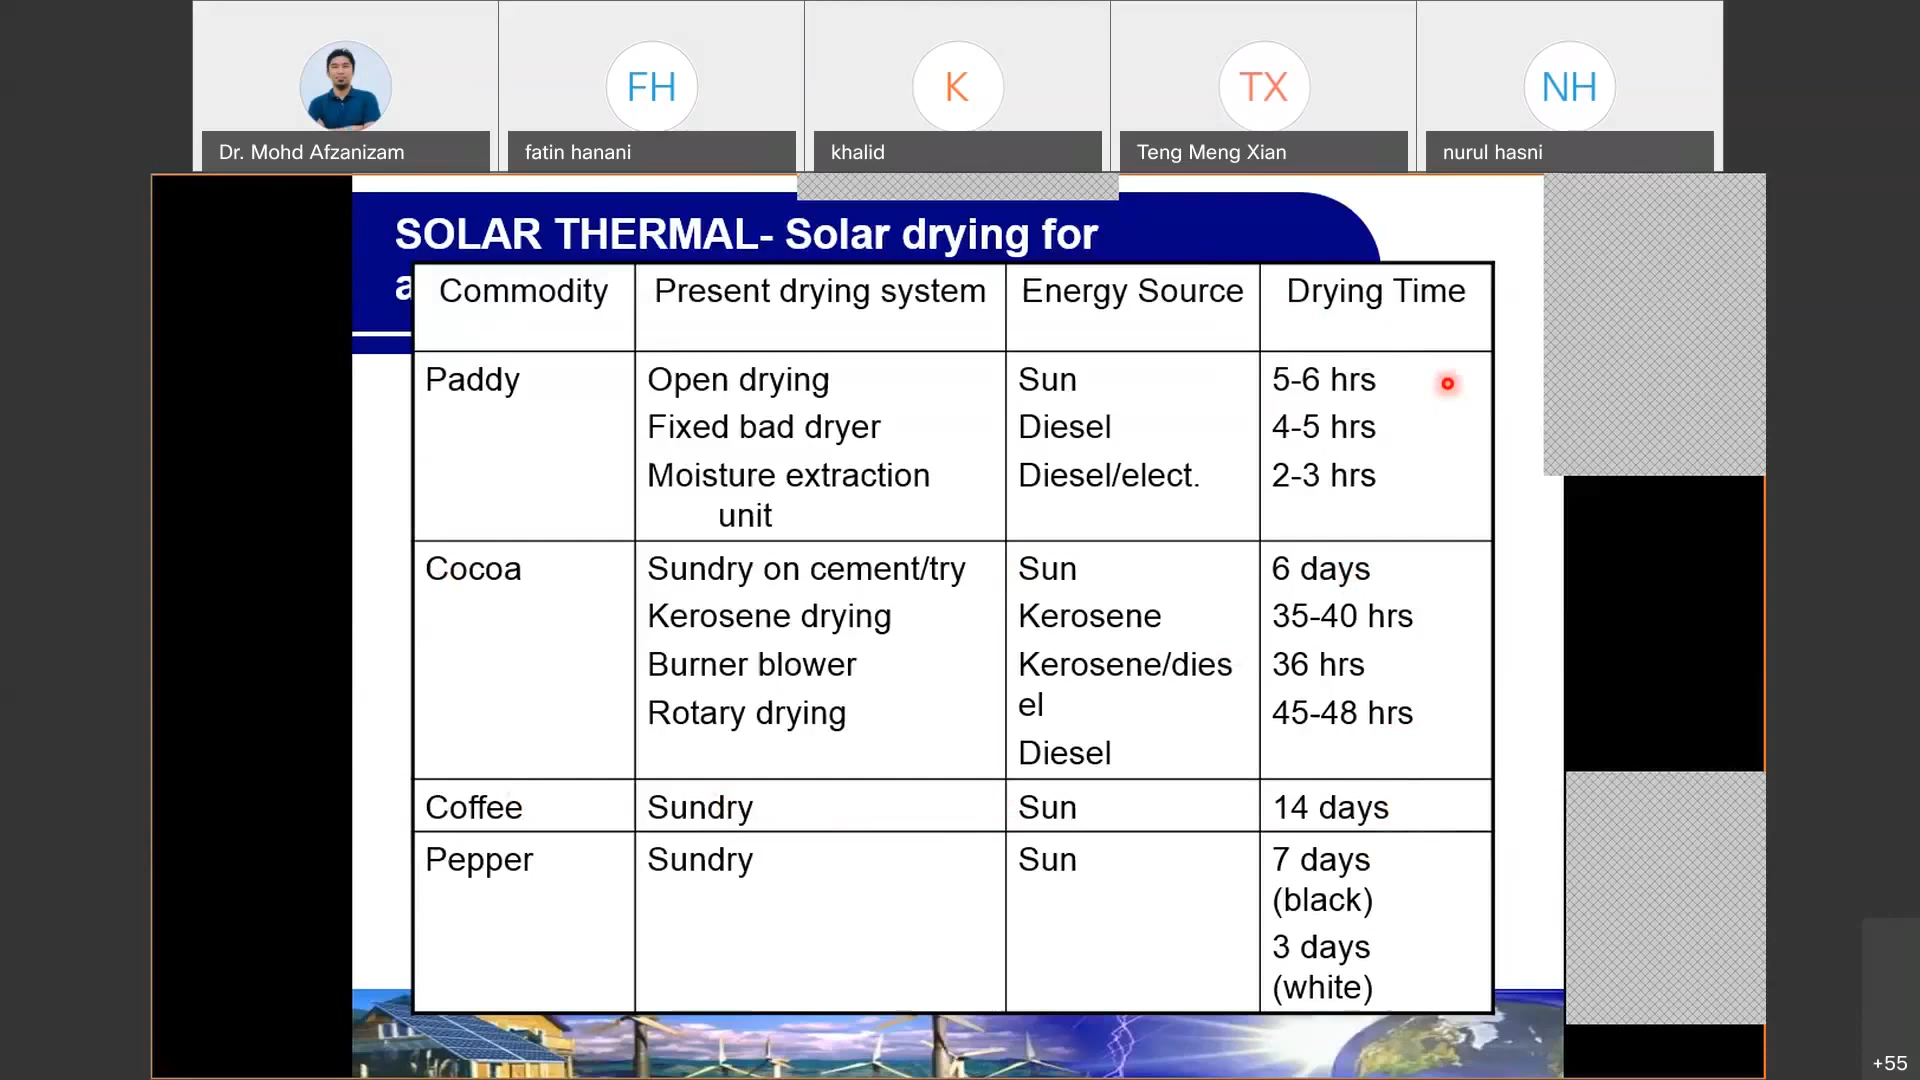 FH
K
TX
NH
Dr. Mohd Afzanizam
fatin hanani
khalid
Teng Meng Xian
nurul hasni
SOLAR THERMAL- Solar drying for
a
Commodity
Present drying system
Energy Source
Drying Time
Paddy
Open drying
Sun
5-6 hrs
Fixed bad dryer
Diesel
4-5 hrs
Moisture extraction
unit
Diesel/elect.
2-3 hrs
Cocoa
Sundry on cement/try
Sun
6 days
Kerosene drying
Kerosene
35-40 hrs
Burner blower
Kerosene/dies
el
36 hrs
Rotary drying
Diesel
45-48 hrs
Coffee
Sundry
Sun
14 days
Pepper
Sundry
Sun
7 days
(black)
3 days
(white)
+55